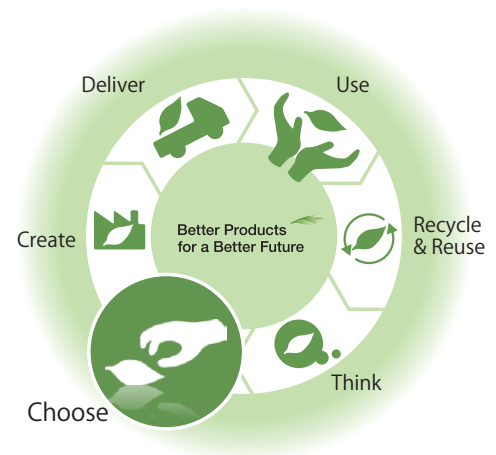 Deliver
Use
Create
Better Products
for a Better Future
Recycle
& Reuse
Think
Choose